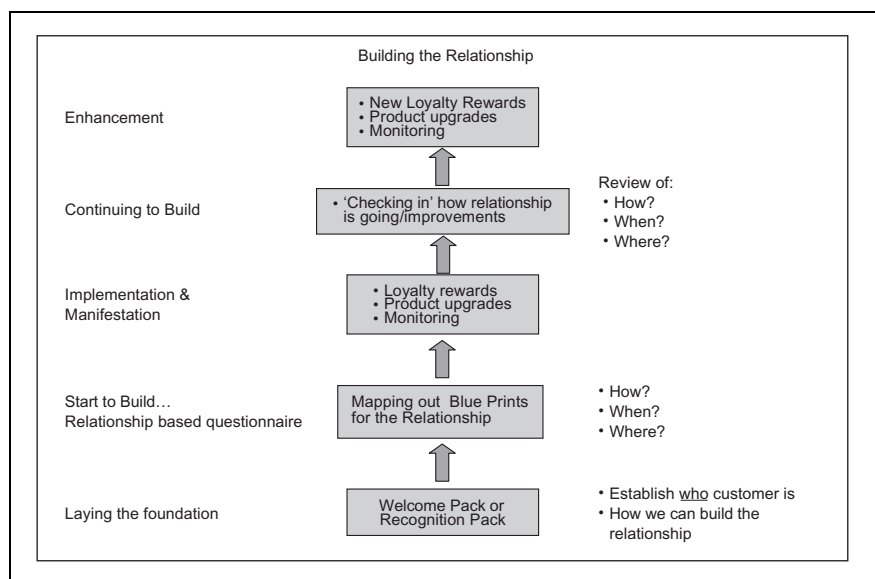 Building the Relationship
Enhancement
• New Loyalty Rewards
• Product upgrades
• Monitoring
Continuing to Build
• ‘Checking in’ how relationship
is going/improvements
Review of:
• How?
• When?
• Where?
Implementation &
Manifestation
• Loyalty rewards
• Product upgrades
• Monitoring
Start to Build…
Relationship based questionnaire
Mapping out Blue Prints
for the Relationship
• How?
• When?
• Where?
Laying the foundation
Welcome Pack or
Recognition Pack
• Establish who customer is
• How we can build the
relationship